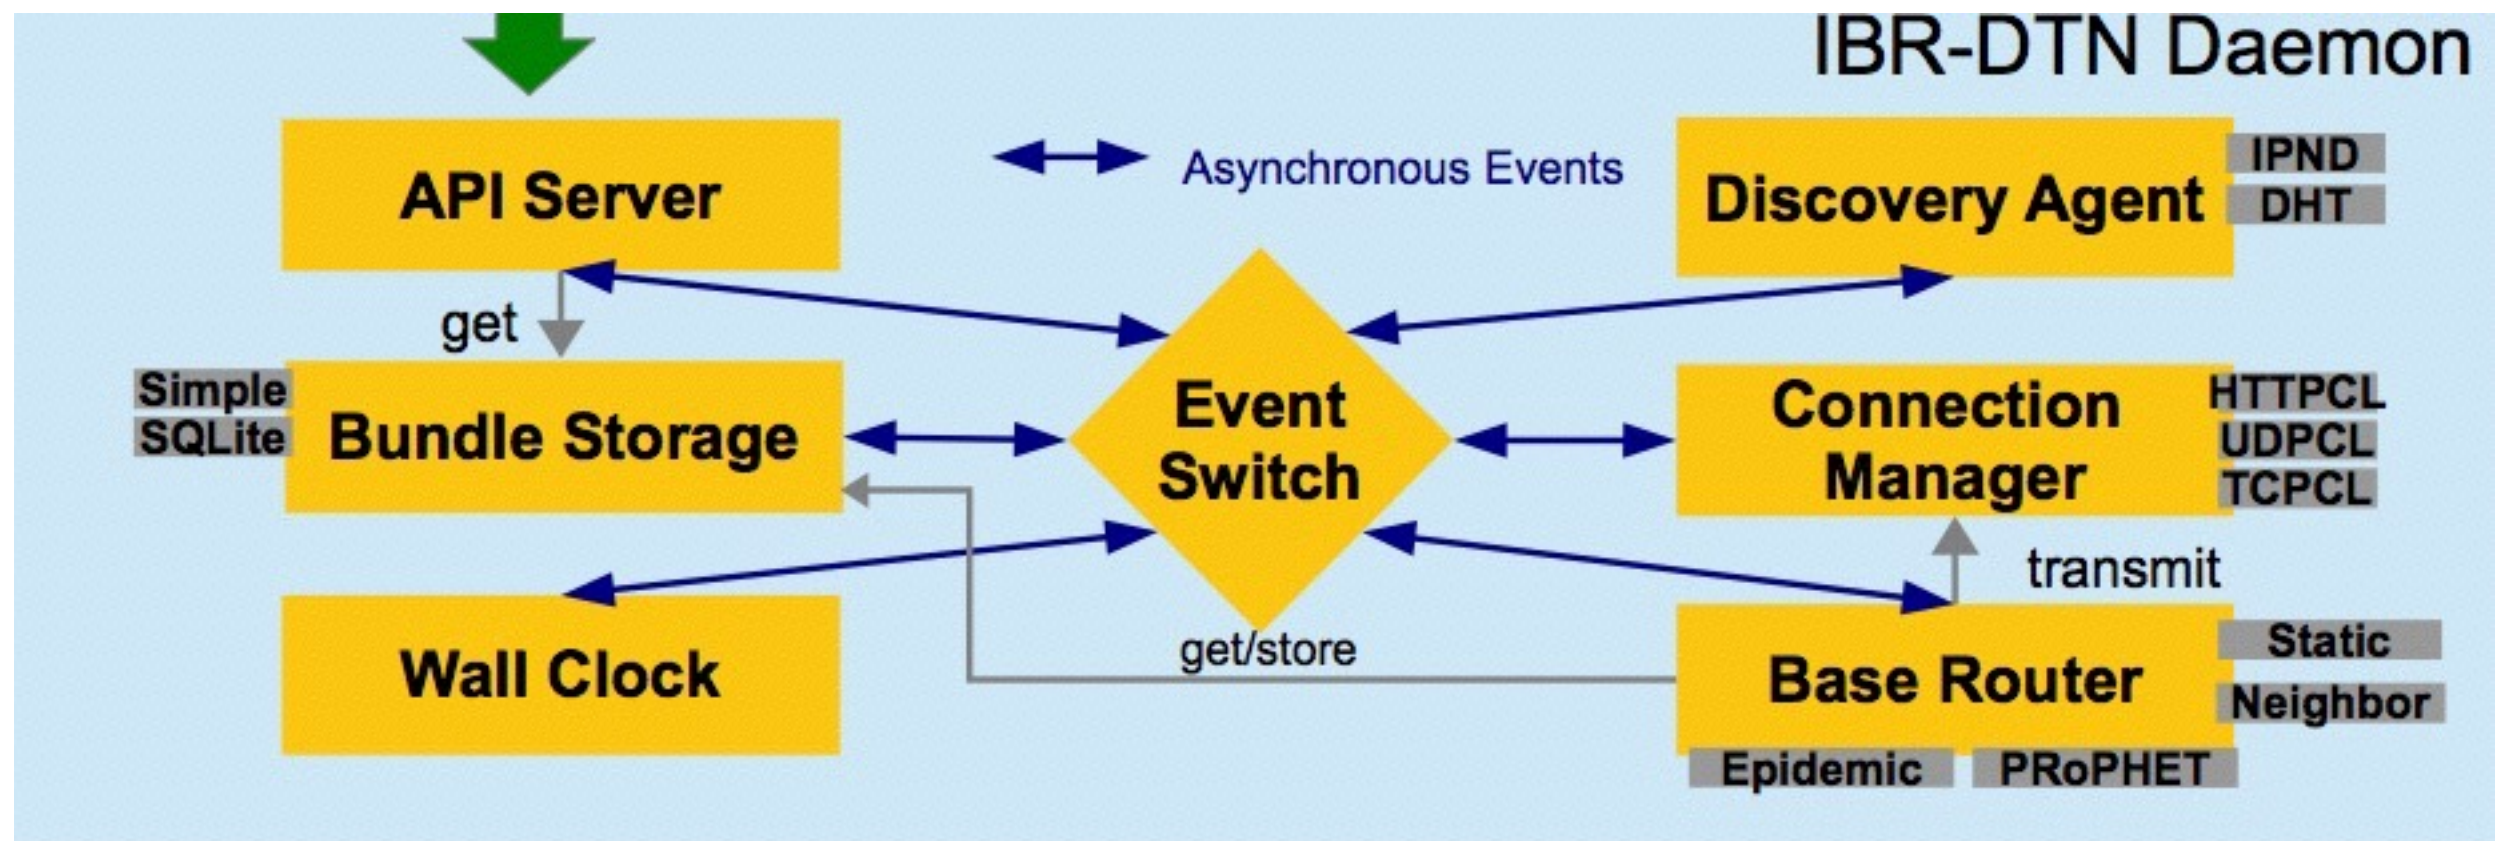 IBR-DTN Daemon
API Server
Asynchronous Events
Discovery Agent
IPND
DHT
get
Simple
SQLite
Bundle Storage
Event
Switch
Connection
Manager
HTTPCL
UDPCL
TCPCL
transmit
get/store
Wall Clock
Base Router
Static
Neighbor
Epidemic
PRoPHET